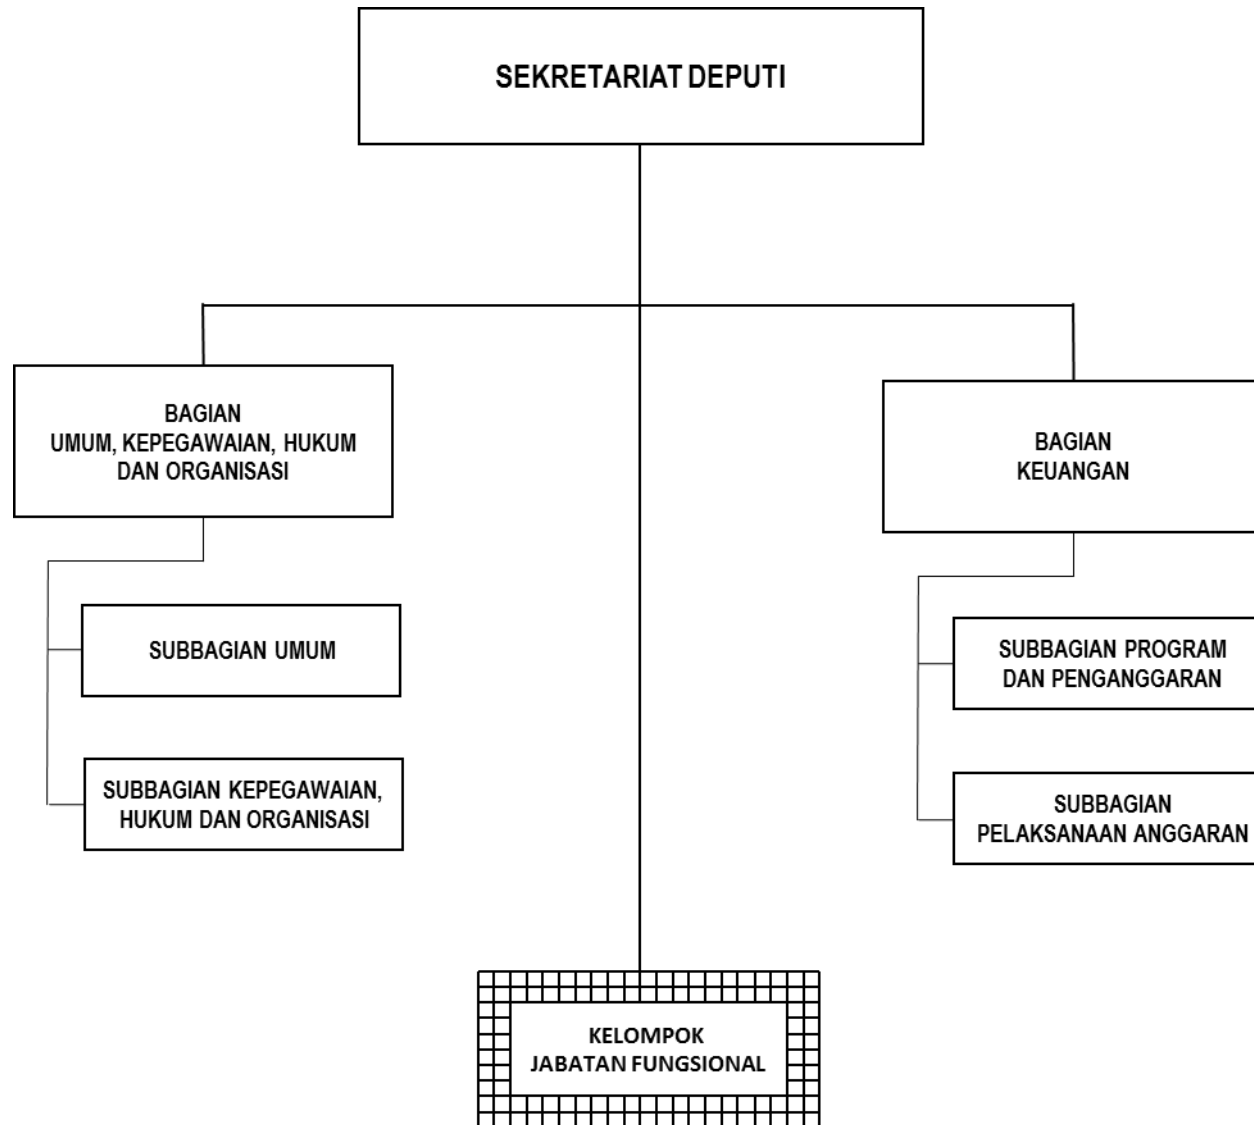 SEKRETARIAT DEPUTI
BAGIAN
UMUM, KEPEGAWAIAN, HUKUM
DAN ORGANISASI
SUBBAGIAN UMUM
SUBBAGIAN KEPEGAWAIAN,
HUKUM DAN ORGANISASI
BAGIAN
KEUANGAN
SUBBAGIAN PROGRAM
DAN PENGANGGARAN
SUBBAGIAN
PELAKSANAAN ANGGARAN
KELOMPOK
JABATAN FUNGSIONAL